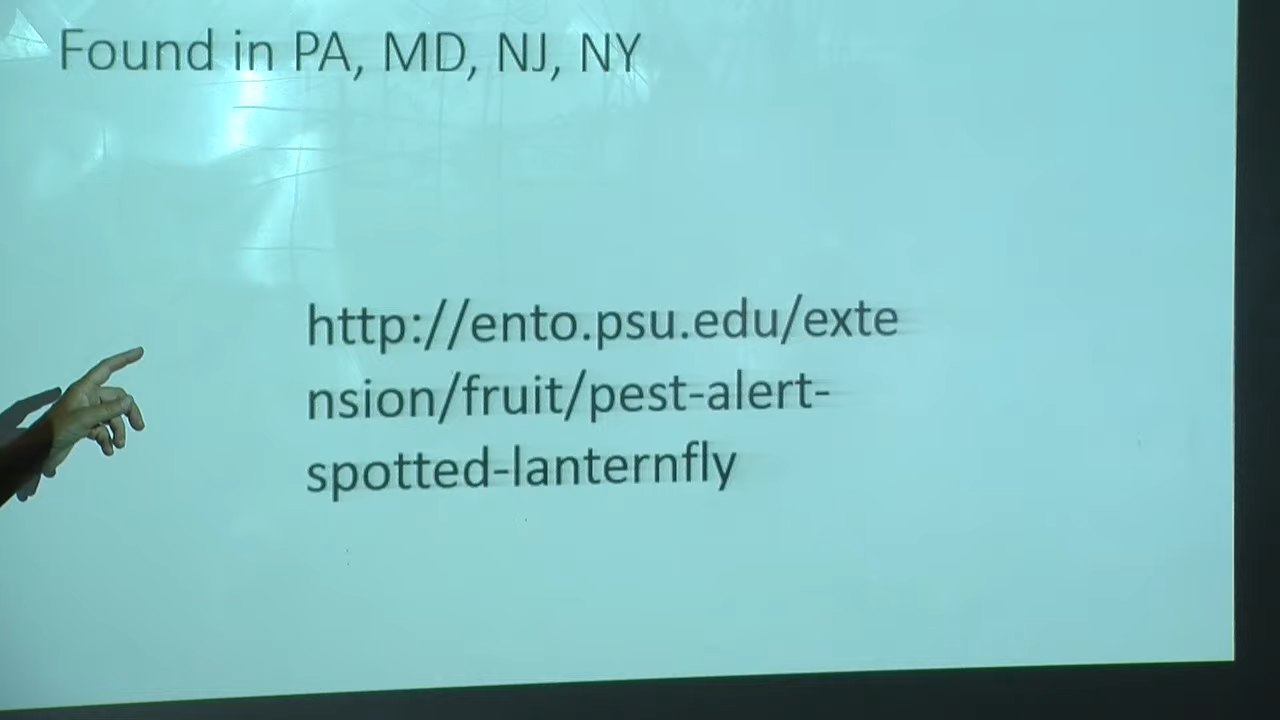 Found in PA, MD, NJ, NY
http://ento.psu.edu/exte
nsion/fruit/pest-alert-
spotted-lanternfly